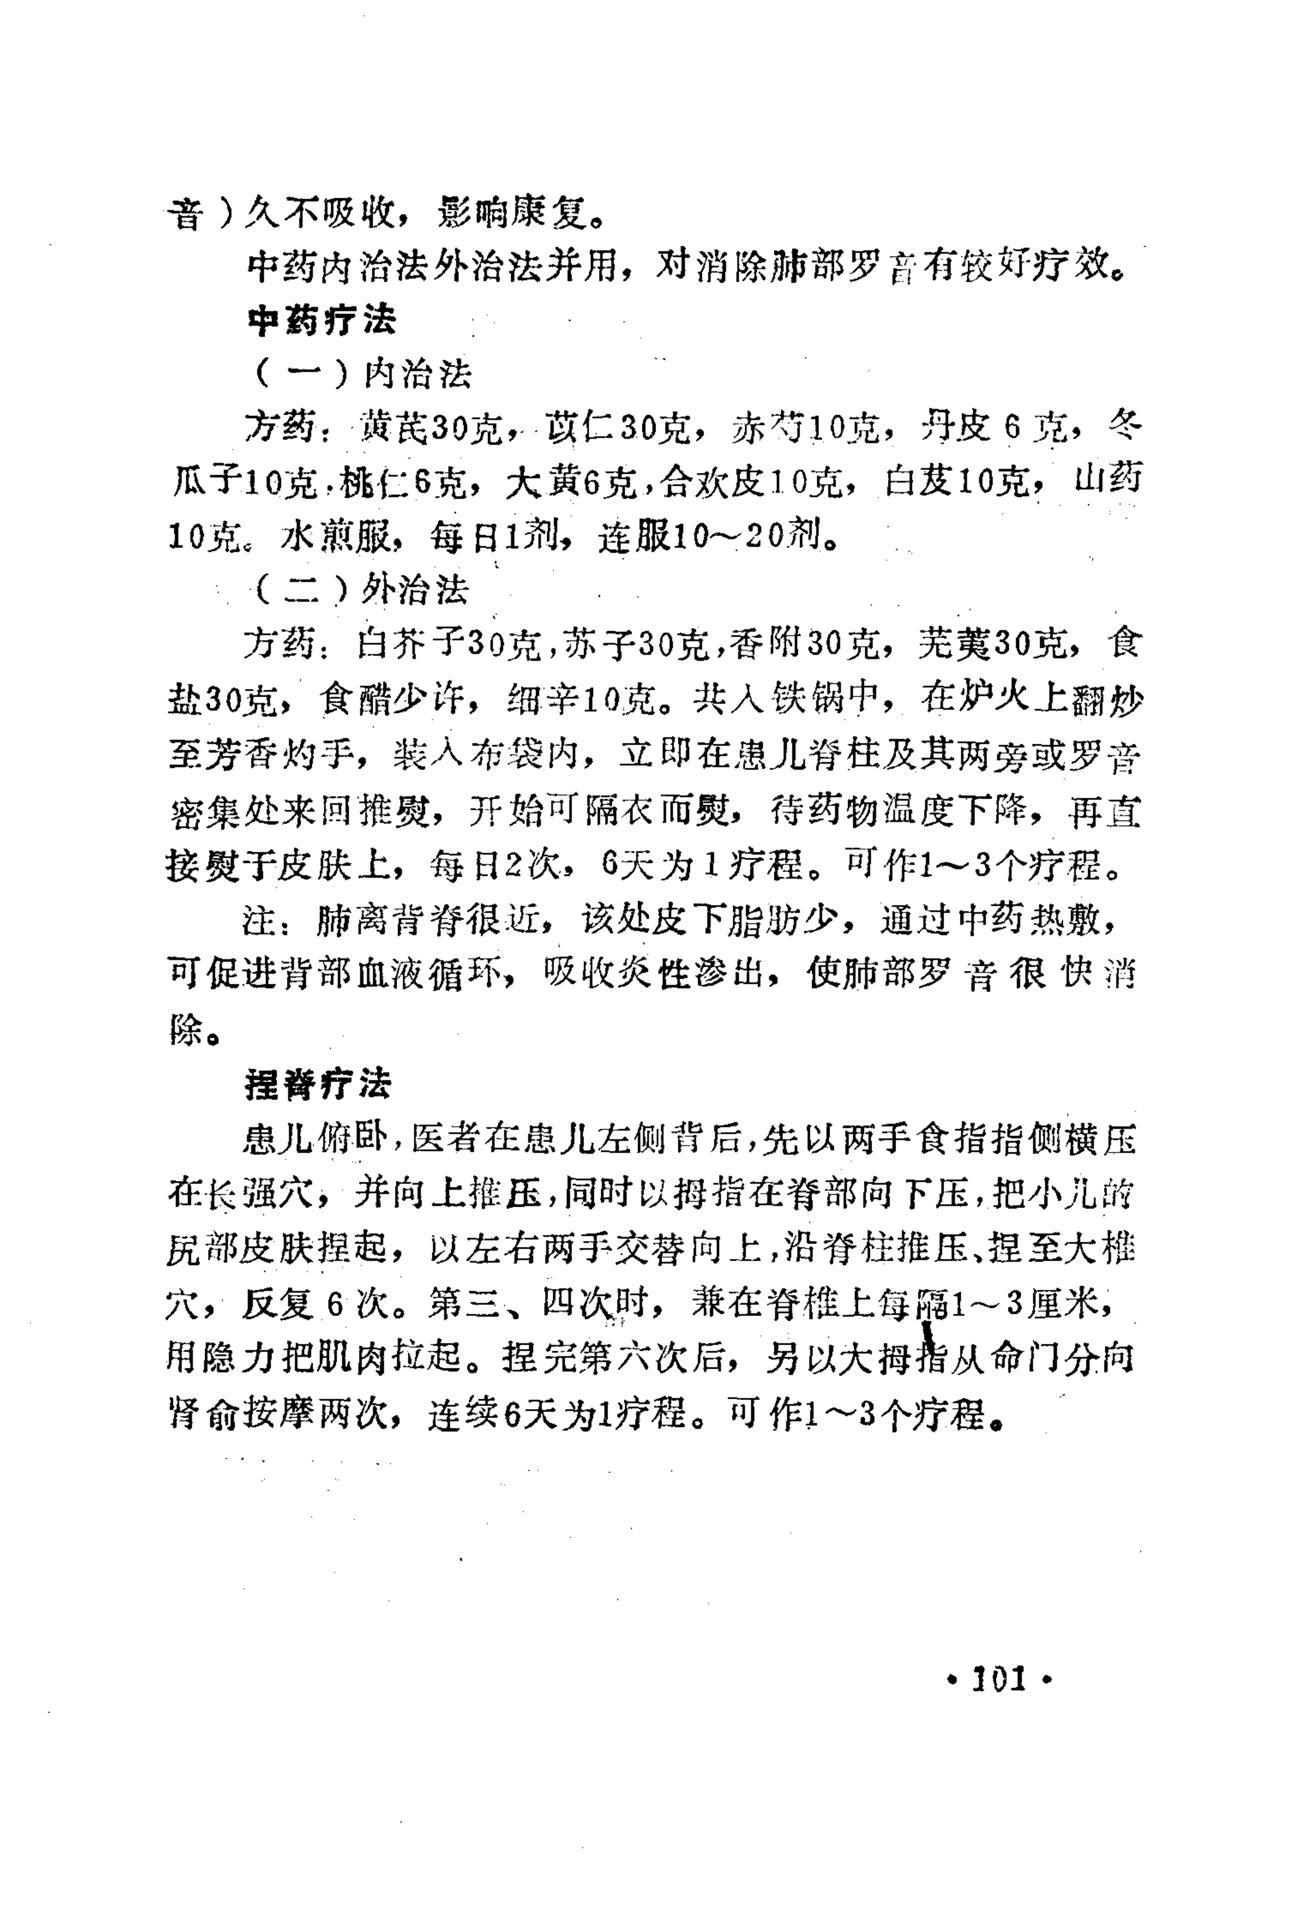 音)久不吸收，影响康复。
中药内治法外治法并用，对消除肺部罗音有较好疗效。
中药疗法
(一)内治法
方药：黄芪30克，苡仁30克，赤芍10克，丹皮6克，冬
瓜子10克，桃仁6克，大黄6克，合欢皮10克，白芨10克，山药
10克。水煎服，每日1剂，连服10～20剂。
(二)外治法
方药：白芥子30克，苏子30克，香附30克，芜荑30克，食
盐30克，食醋少许，细辛10克。共入铁锅中，在炉火上翻炒
至芳香灼手，装入布袋内，立即在患儿脊柱及其两旁或罗音
密集处来回推熨，开始可隔衣而熨，待药物温度下降，再直
接熨于皮肤上，每日2次，6天为1疗程。可作1～3个疗程。
注：肺离背脊很近，该处皮下脂肪少，通过中药热敷，
可促进背部血液循环，吸收炎性渗出，使肺部罗音很快消
除。
捏脊疗法
患儿俯卧，医者在患儿左侧背后，先以两手食指指侧横压
在长强穴，并向上推压，同时以拇指在脊部向下压，把小儿的
尻部皮肤捏起，以左右两手交替向上，沿脊柱推压、捏至大椎
穴，反复6次。第三、四次时，兼在脊椎上每隔1～3厘米，
用隐力把肌肉拉起。捏完第六次后，另以大拇指从命门分向
肾俞按摩两次，连续6天为1疗程。可作1～3个疗程。
·101·